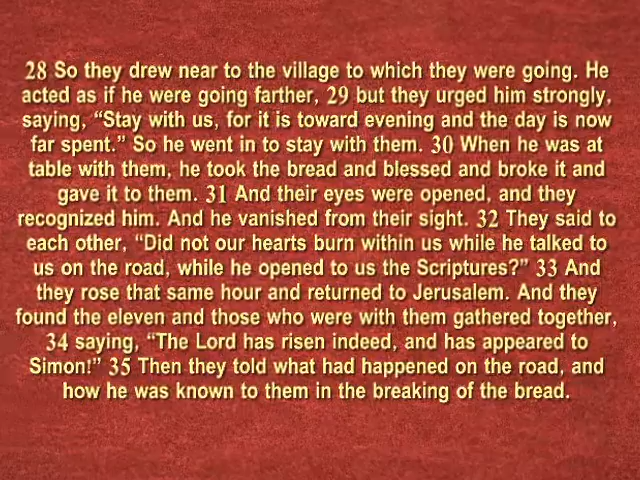 28 So they drew near to the village to which they were going. He
acted as if he were going farther, 29 but they urged him strongly,
saying, “Stay with us, for it is toward evening and the day is now
far spent.” So he went in to stay with them. 30 When he was at
table with them, he took the bread and blessed and broke it and
gave it to them. 31 And their eyes were opened, and they
recognized him. And he vanished from their sight. 32 They said to
each other, “Did not our hearts burn within us while he talked to
us on the road, while he opened to us the Scriptures?” 33 And
they rose that same hour and returned to Jerusalem. And they
found the eleven and those who were with them gathered together,
34 saying, “The Lord has risen indeed, and has appeared to
Simon!” 35 Then they told what had happened on the road, and
how he was known to them in the breaking of the bread.